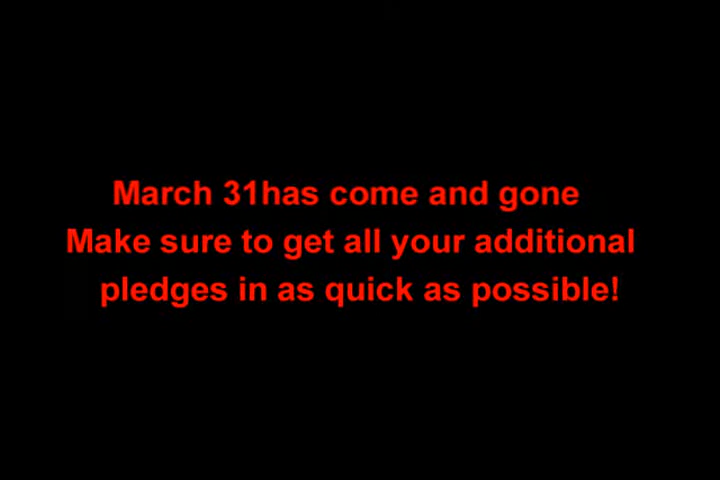 March 31has come and gone
Make sure to get all your additional
pledges in as quick as possible!